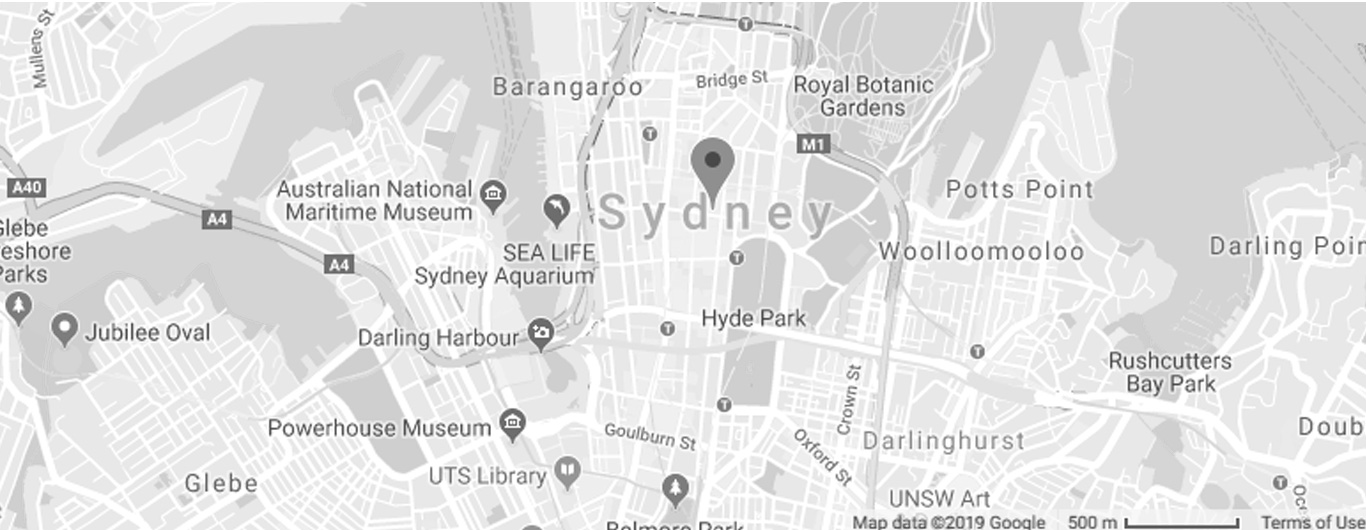 Mullens St
T
Bridge St
Barangaroo
Royal Botanic
Gardens
T
M1
A40
Australian National
Maritime Museum
Potts Point
A4
Sydney
Glebe
eshore
Parks
SEA LIFE
Sydney Aquarium
T
Woolloomooloo
Darling Poin
A4
Jubilee Oval
Darling Harbour
T
Hyde Park
T
Rushcutters
Bay Park
Crown St
T
Powerhouse Museum
Goulburn St
Oxford St
Darlinghurst
Doub
UTS Library
Glebe
T
Oce
UNSW Art
Belmore Park
Map data ©2019 Google
500 m
Terms of Use